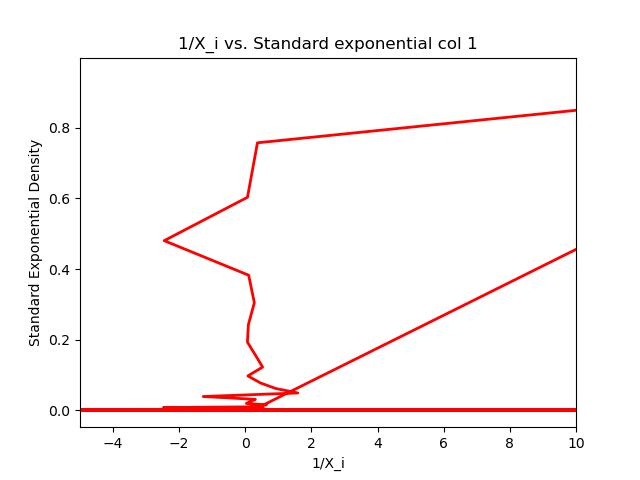 1/X_i vs. Standard exponential col 1
Standard Exponential Density
0.8
0.6
0.4
0.2
0.0
−4 −2 0 2 4 6 8 10
1/X_i